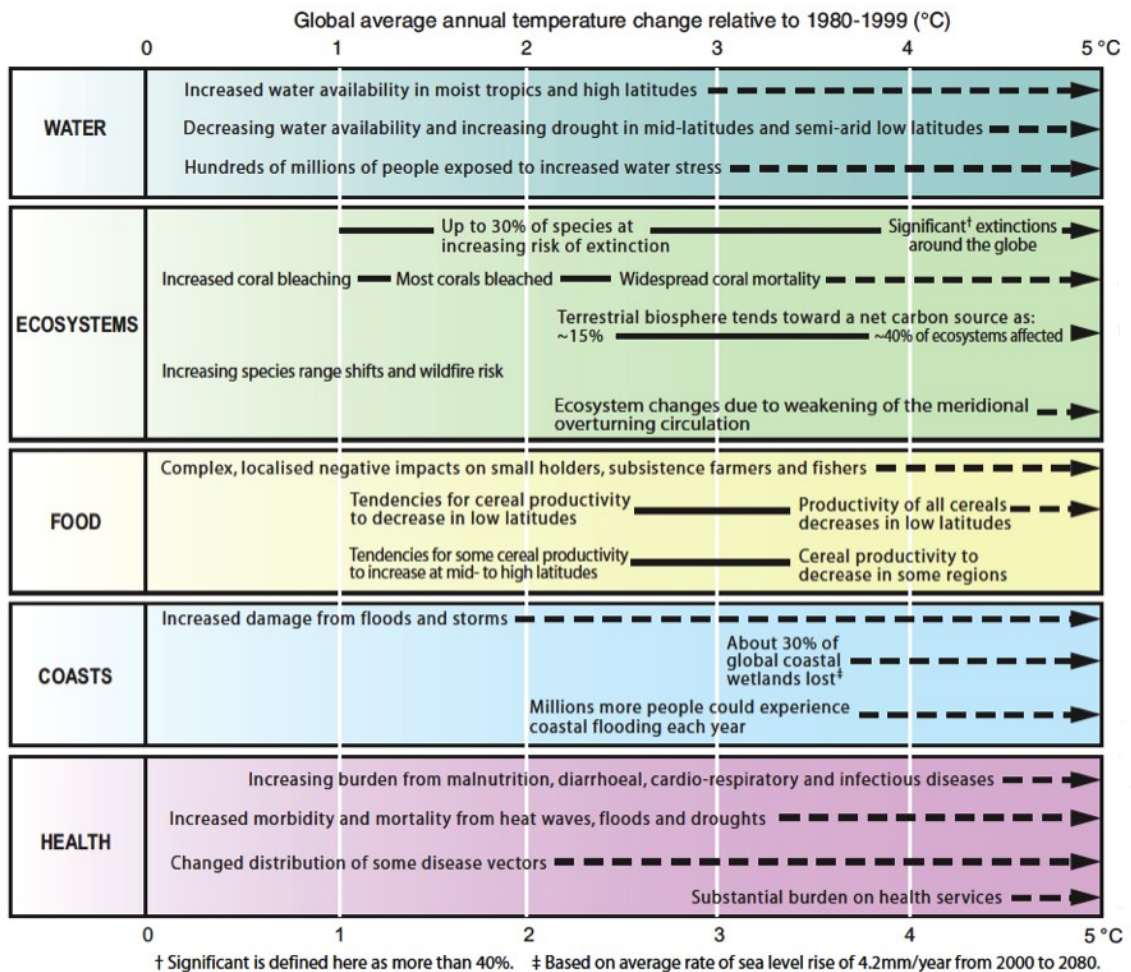 Global average annual temperature change relative to 1980-1999 (°C)
0 1 2 3 4 5 °C
WATER
Increased water availability in moist tropics and high latitudes
Decreasing water availability and increasing drought in mid-latitudes and semi-arid low latitudes
Hundreds of millions of people exposed to increased water stress
ECOSYSTEMS
Up to 30% of species at
increasing risk of extinction
Significant† extinctions
around the globe
Increased coral bleaching Most corals bleached Widespread coral mortality
Terrestrial biosphere tends toward a net carbon source as:
~15% ~40% of ecosystems affected
Increasing species range shifts and wildfire risk
Ecosystem changes due to weakening of the meridional
overturning circulation
FOOD
Complex, localised negative impacts on small holders, subsistence farmers and fishers
Tendencies for cereal productivity
to decrease in low latitudes
Productivity of all cereals
decreases in low latitudes
Tendencies for some cereal productivity
to increase at mid- to high latitudes
Cereal productivity to
decrease in some regions
COASTS
Increased damage from floods and storms
About 30% of
global coastal
wetlands lost‡
Millions more people could experience
coastal flooding each year
HEALTH
Increasing burden from malnutrition, diarrhoeal, cardio-respiratory and infectious diseases
Increased morbidity and mortality from heat waves, floods and droughts
Changed distribution of some disease vectors
Substantial burden on health services
0 1 2 3 4 5 °C
† Significant is defined here as more than 40%. ‡ Based on average rate of sea level rise of 4.2mm/year from 2000 to 2080.